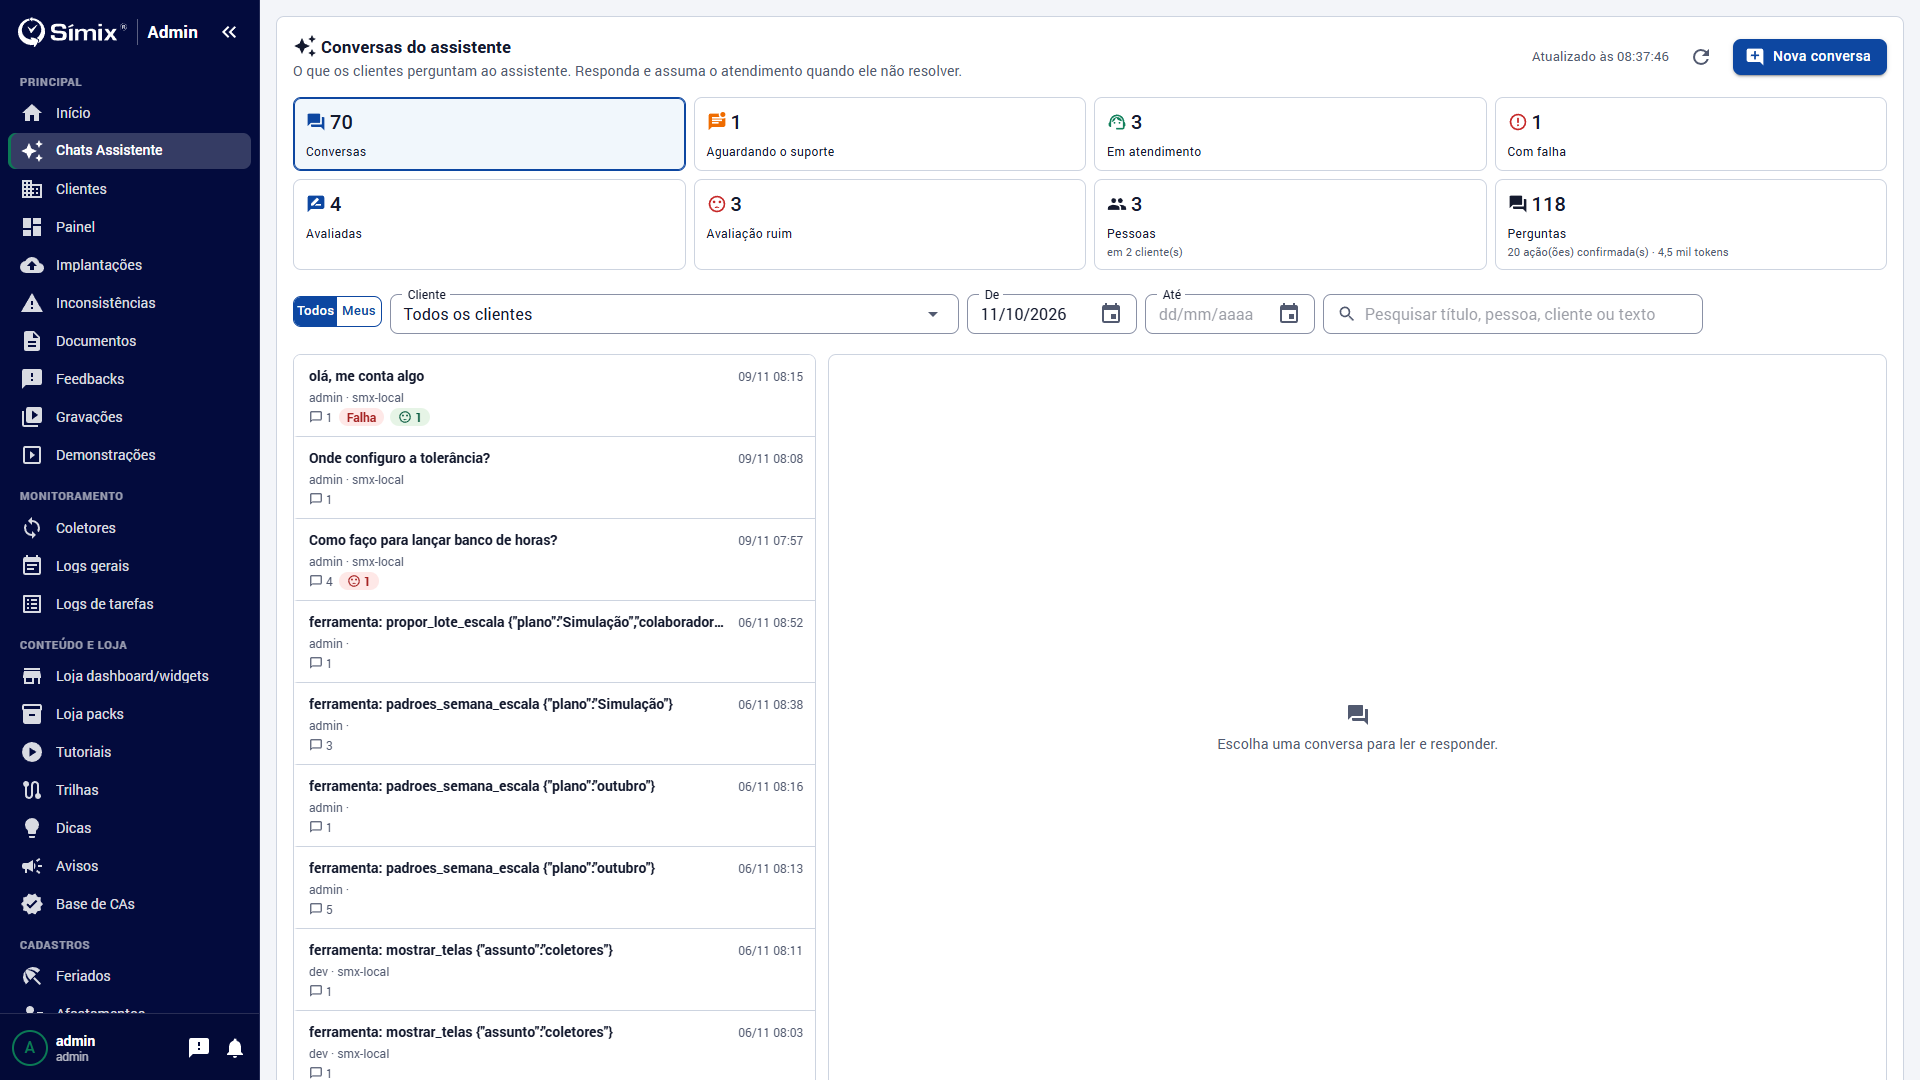 Símix®
Admin
PRINCIPAL
Início
Chats Assistente
Clientes
Painel
Implantações
Inconsistências
Documentos
Feedbacks
Gravações
Demonstrações
MONITORAMENTO
Coletores
Logs gerais
Logs de tarefas
CONTEÚDO E LOJA
Loja dashboard/widgets
Loja packs
Tutoriais
Trilhas
Dicas
Avisos
Base de CAs
CADASTROS
Feriados
Afastamentos
A
admin
admin
Conversas do assistente
O que os clientes perguntam ao assistente. Responda e assuma o atendimento quando ele não resolver.
Atualizado às 08:37:46
Nova conversa
70
Conversas
1
Aguardando o suporte
3
Em atendimento
1
Com falha
4
Avaliadas
3
Avaliação ruim
3
Pessoas
em 2 cliente(s)
118
Perguntas
20 ação(ões) confirmada(s) · 4,5 mil tokens
Todos
Meus
Cliente
Todos os clientes
De
11/10/2026
Até
dd/mm/aaaa
Pesquisar título, pessoa, cliente ou texto
olá, me conta algo
09/11 08:15
admin · smx-local
1 Falha 1
Onde configuro a tolerância?
09/11 08:08
admin · smx-local
1
Como faço para lançar banco de horas?
09/11 07:57
admin · smx-local
4 1
ferramenta: propor_lote_escala {"plano":"Simulação","colaborador...
06/11 08:52
admin ·
1
ferramenta: padroes_semana_escala {"plano":"Simulação"}
06/11 08:38
admin ·
3
ferramenta: padroes_semana_escala {"plano":"outubro"}
06/11 08:16
admin ·
1
ferramenta: padroes_semana_escala {"plano":"outubro"}
06/11 08:13
admin ·
5
ferramenta: mostrar_telas {"assunto":"coletores"}
06/11 08:11
dev · smx-local
1
ferramenta: mostrar_telas {"assunto":"coletores"}
06/11 08:03
dev · smx-local
1
Escolha uma conversa para ler e responder.